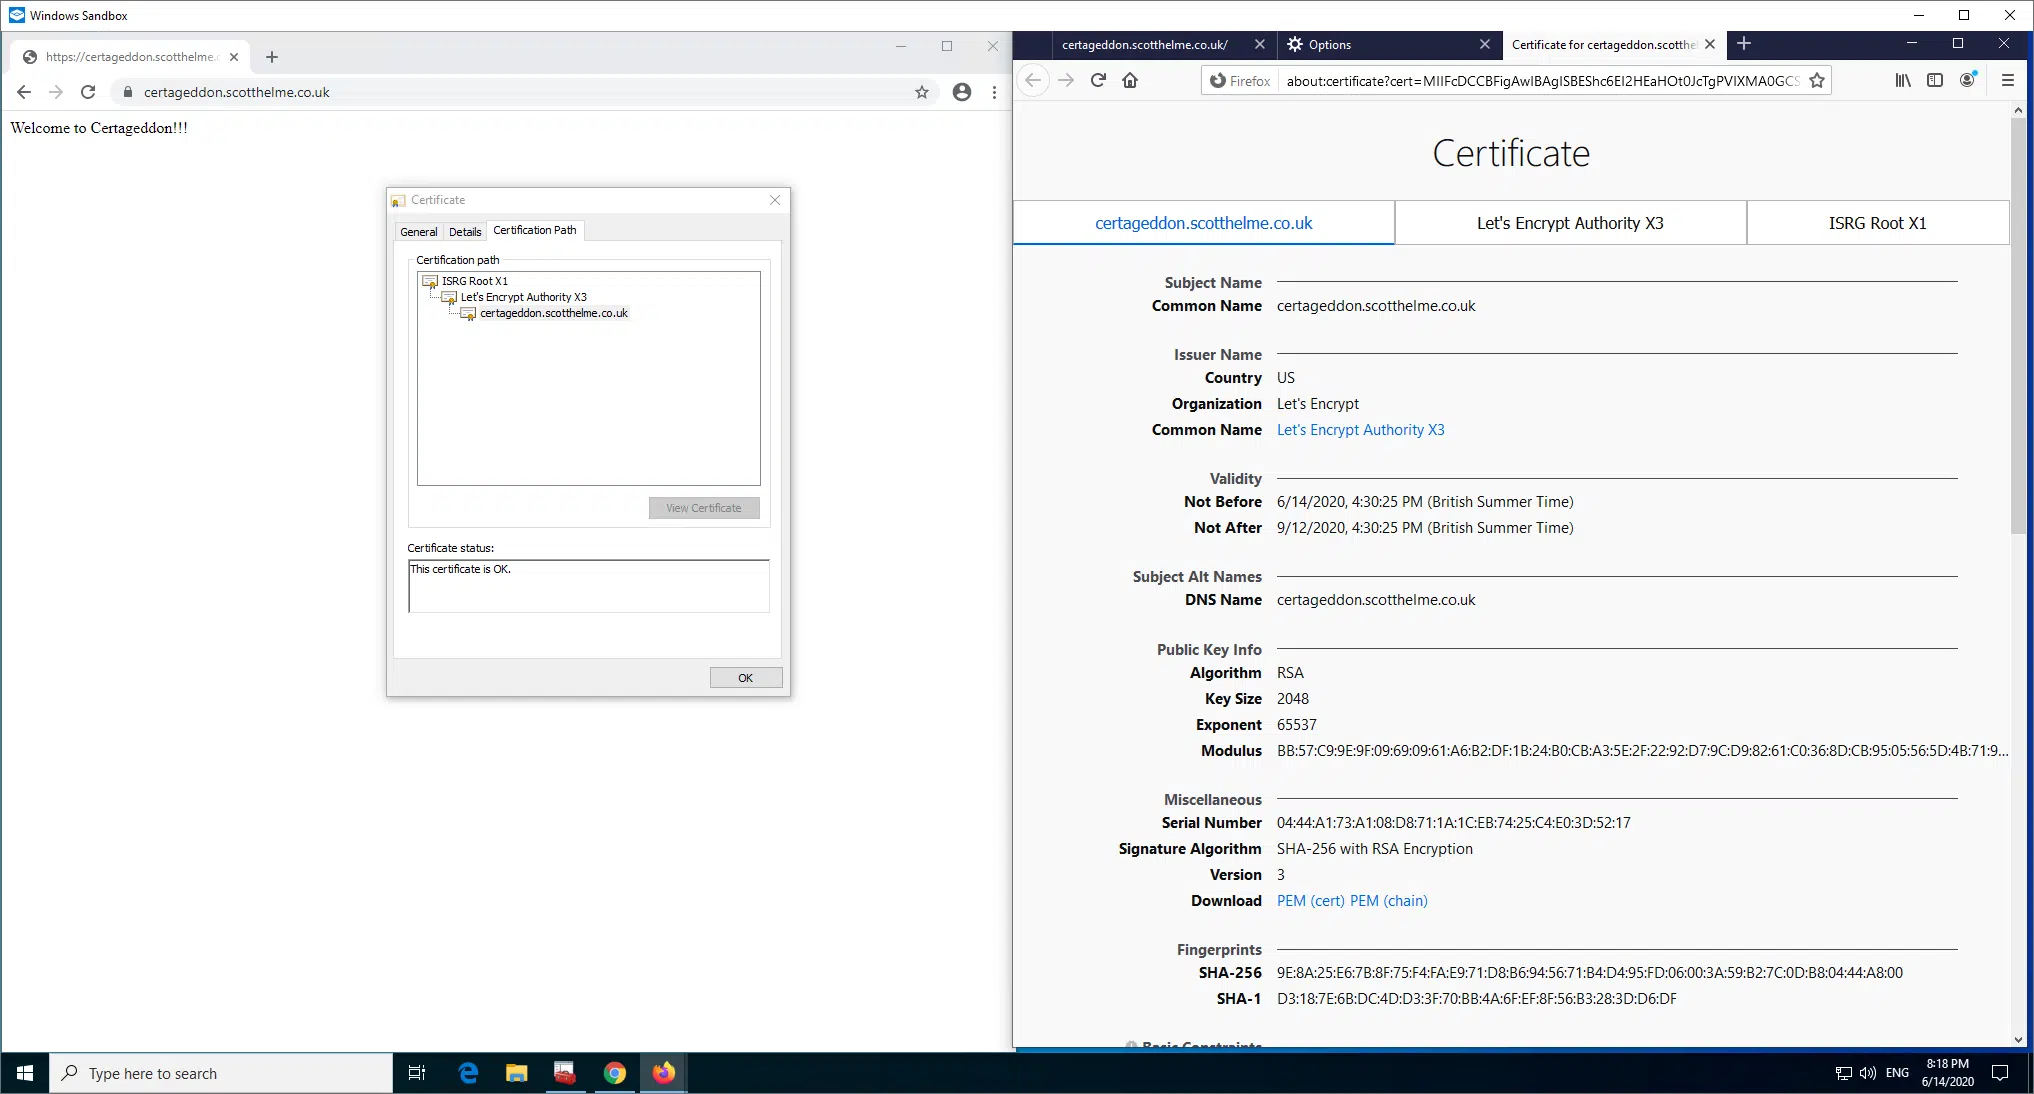 Windows Sandbox
https://certageddon.scotthelme.c
certageddon.scotthelme.co.uk
Welcome to Certageddon!!!
Certificate
General Details Certification Path
Certification path
ISRG Root X1
Let's Encrypt Authority X3
certageddon.scotthelme.co.uk
View Certificate
Certificate status:
This certificate is OK.
OK
certageddon.scotthelme.co.uk/
Options
Certificate for certageddon.scotthel
Firefox
about:certificate?cert=MIIFcDCCBFigAwIBAgISBEShc6EI2HEaHOt0JcTgPVIXMA0GCS
Certificate
certageddon.scotthelme.co.uk
Let's Encrypt Authority X3
ISRG Root X1
Subject Name
Common Name certageddon.scotthelme.co.uk
Issuer Name
Country US
Organization Let's Encrypt
Common Name Let's Encrypt Authority X3
Validity
Not Before 6/14/2020, 4:30:25 PM (British Summer Time)
Not After 9/12/2020, 4:30:25 PM (British Summer Time)
Subject Alt Names
DNS Name certageddon.scotthelme.co.uk
Public Key Info
Algorithm RSA
Key Size 2048
Exponent 65537
Modulus BB:57:C9:9E:9F:09:69:09:61:A6:B2:DF:1B:24:B0:CB:A3:5E:2F:22:92:D7:9C:D9:82:61:C0:36:8D:CB:95:05:56:5D:4B:71:9...
Miscellaneous
Serial Number 04:44:A1:73:A1:08:D8:71:1A:1C:EB:74:25:C4:E0:3D:52:17
Signature Algorithm SHA-256 with RSA Encryption
Version 3
Download PEM (cert) PEM (chain)
Fingerprints
SHA-256 9E:8A:25:E6:7B:8F:75:F4:FA:E9:71:D8:B6:94:56:71:B4:D4:95:FD:06:00:3A:59:B2:7C:0D:B8:04:44:A8:00
SHA-1 D3:18:7E:6B:DC:4D:D3:3F:70:BB:4A:6F:EF:8F:56:B3:28:3D:D6:DF
Basic Constraints
Type here to search
ENG
8:18 PM
6/14/2020